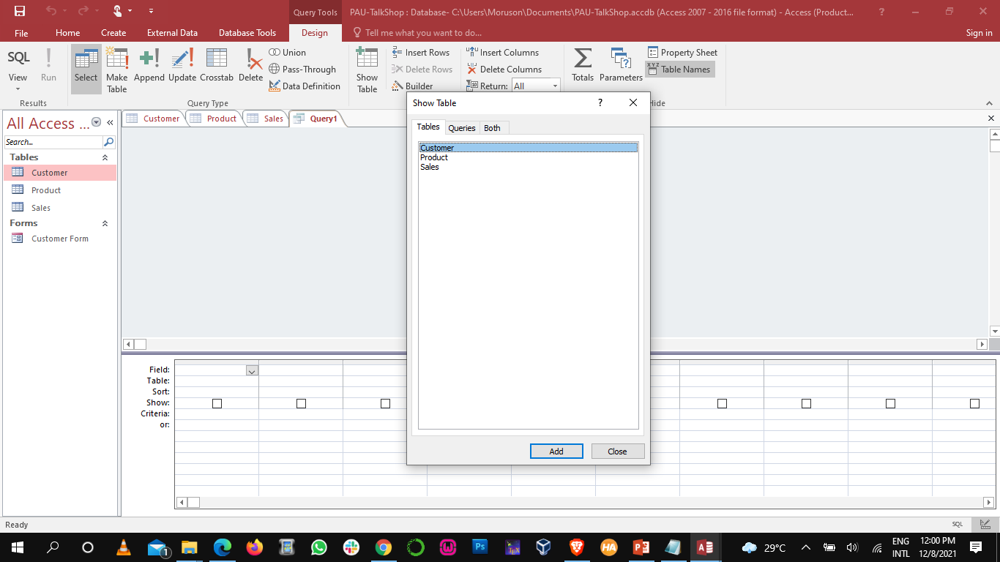 Query Tools
PAU-TalkShop : Database- C:\Users\Moruson\Documents\PAU-TalkShop.accdb (Access 2007 - 2016 file format) - Access (Product...
?
File Home Create External Data Database Tools Design Tell me what you want to do... Sign in
SQL
View
Run
Results
Select
Make Table
Append
Update
Crosstab
Delete
Union
Pass-Through
Data Definition
Query Type
Show Table
Insert Rows
Delete Rows
Builder
Insert Columns
Delete Columns
Return: All
Totals
Parameters
Property Sheet
XYZ Table Names
Hide
All Access ...
Search...
Tables
Customer
Product
Sales
Forms
Customer Form
Customer Product Sales Query1
Show Table ?
Tables Queries Both
Customer
Product
Sales
Add Close
Field:
Table:
Sort:
Show:
Criteria:
or:
Ready SQL
1
Ps
HA
29°C
ENG
INTL
12:00 PM
12/8/2021